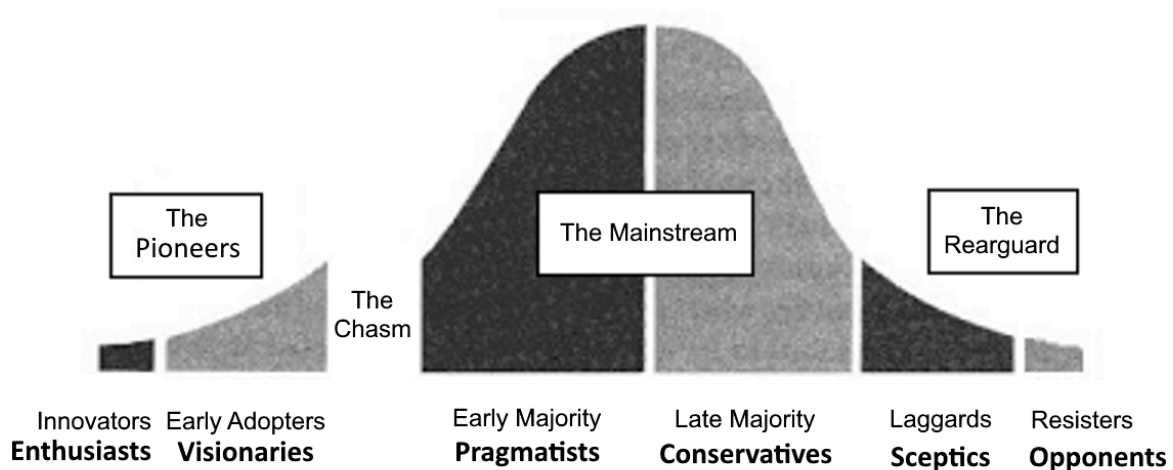 The
Pioneers
The
Chasm
The Mainstream
The
Rearguard
Innovators
Enthusiasts
Early Adopters
Visionaries
Early Majority
Pragmatists
Late Majority
Conservatives
Laggards
Sceptics
Resisters
Opponents